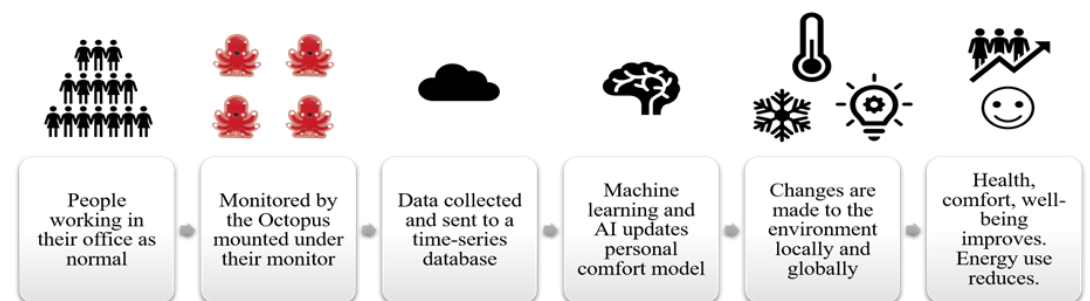 People
working in
their office as
normal
Monitored by
the Octopus
mounted under
their monitor
Data collected
and sent to a
time-series
database
Machine
learning and
AI updates
personal
comfort model
Changes are
made to the
environment
locally and
globally
Health,
comfort, well-
being
improves.
Energy use
reduces.